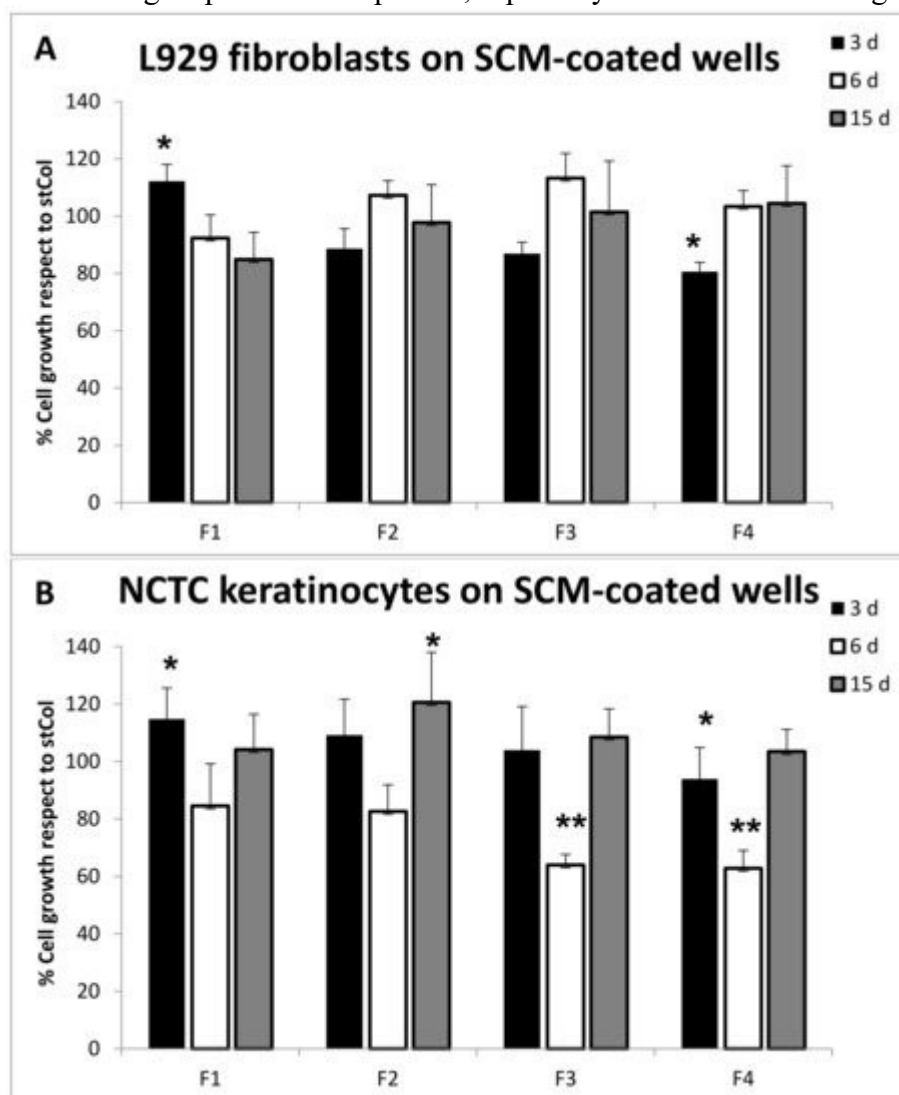 A
L929 fibroblasts on SCM-coated wells
3 d
6 d
15 d
% Cell growth respect to stCol
140
120
100
80
60
40
20
0
*
*
F1
F2
F3
F4
B
NCTC keratinocytes on SCM-coated wells
3 d
6 d
15 d
% Cell growth respect to stCol
140
120
100
80
60
40
20
0
*
*
**
*
**
F1
F2
F3
F4